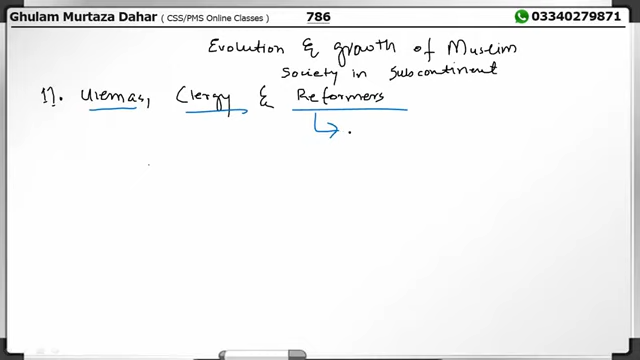 Ghulam Murtaza Dahar ( CSS/PMS Online Classes ) 786 03340279871
Evolution & growth of Muslim
Society in Subcontinent
1). Ulemas, Clergy & Reformers